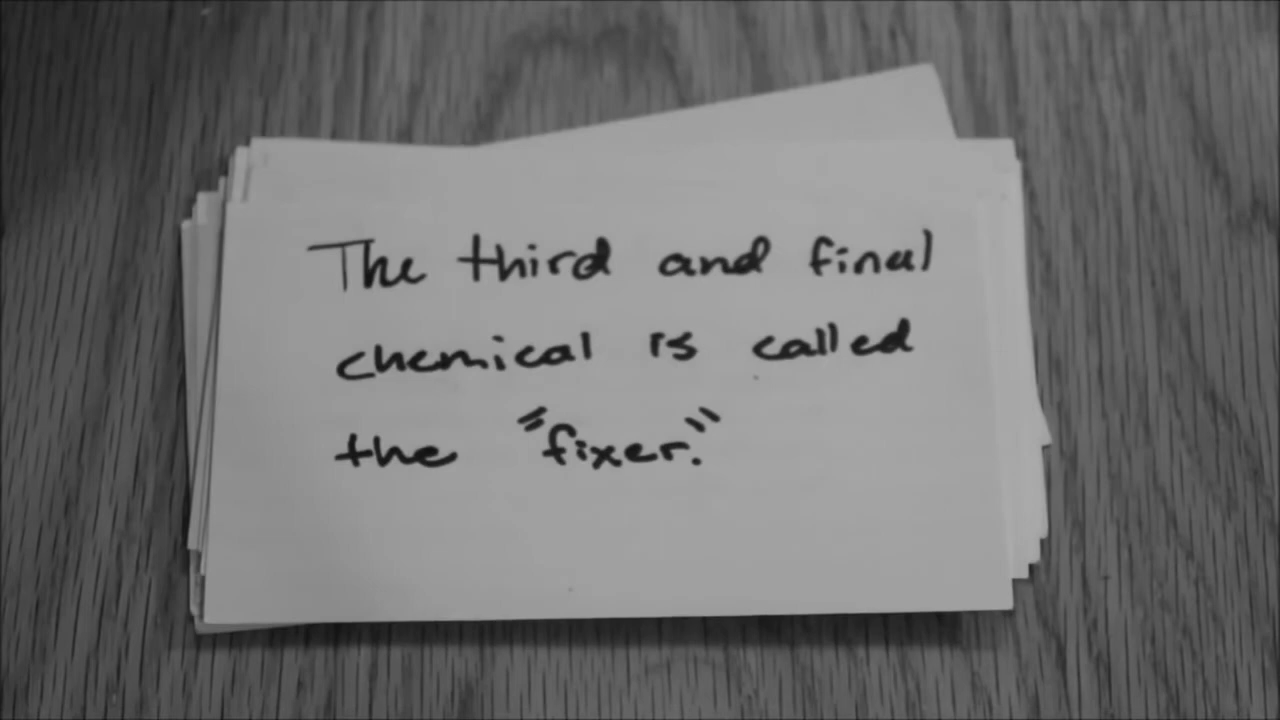 The third and final
chemical is called
the "fixer."